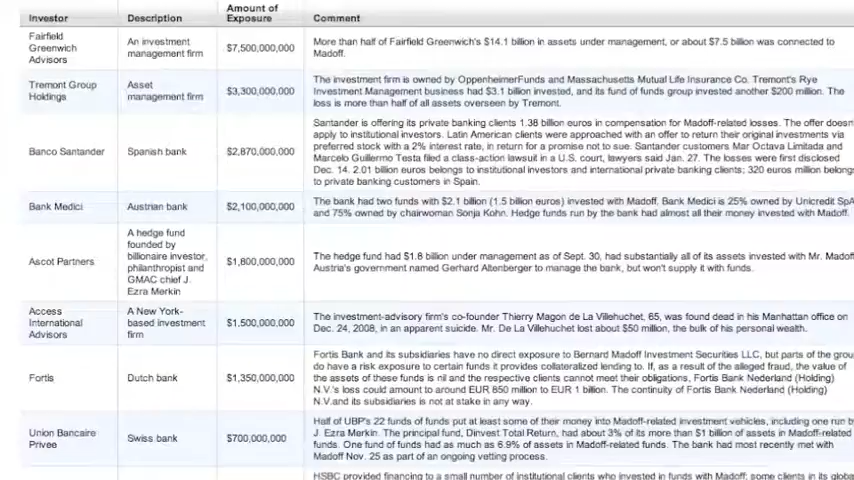 Investor Description Amount of Exposure Comment
Fairfield Greenwich Advisors
An investment management firm
$7,500,000,000
More than half of Fairfield Greenwich's $14.1 billion in assets under management, or about $7.5 billion was connected to
Madoff.
Tremont Group Holdings
Asset management firm
$3,300,000,000
The investment firm is owned by OppenheimerFunds and Massachusetts Mutual Life Insurance Co. Tremont's Rye
Investment Management business had $3.1 billion invested, and its fund of funds group invested another $200 million. The
loss is more than half of all assets overseen by Tremont.
Banco Santander
Spanish bank
$2,870,000,000
Santander is offering its private banking clients 1.38 billion euros in compensation for Madoff-related losses. The offer doesn
apply to institutional investors. Latin American clients were approached with an offer to return their original investments via
preferred stock with a 2% interest rate, in return for a promise not to sue. Santander customers Mar Octava Limitada and
Marcelo Guillermo Testa filed a class-action lawsuit in a U.S. court, lawyers said Jan. 27. The losses were first disclosed
Dec. 14. 2.01 billion euros belongs to institutional investors and international private banking clients; 320 euros million belongs
to private banking customers in Spain.
Bank Medici
Austrian bank
$2,100,000,000
The bank had two funds with $2.1 billion (1.5 billion euros) invested with Madoff. Bank Medici is 25% owned by Unicredit SpA
and 75% owned by chairwoman Sonja Kohn. Hedge funds run by the bank had almost all their money invested with Madoff.
Ascot Partners
A hedge fund
founded by
billionaire investor,
philanthropist and
GMAC chief J.
Ezra Merkin
$1,800,000,000
The hedge fund had $1.8 billion under management as of Sept. 30, had substantially all of its assets invested with Mr. Madoff
Austria's government named Gerhard Altenberger to manage the bank, but won't supply it with funds.
Access
International
Advisors
A New York-
based investment
firm
$1,500,000,000
The investment-advisory firm's co-founder Thierry Magon de La Villehuchet, 65, was found dead in his Manhattan office on
Dec. 24, 2008, in an apparent suicide. Mr. De La Villehuchet lost about $50 million, the bulk of his personal wealth.
Fortis
Dutch bank
$1,350,000,000
Fortis Bank and its subsidiaries have no direct exposure to Bernard Madoff Investment Securities LLC, but parts of the grou
do have a risk exposure to certain funds it provides collateralized lending to. If, as a result of the alleged fraud, the value of
the assets of these funds is nil and the respective clients cannot meet their obligations, Fortis Bank Nederland (Holding)
N.V.'s loss could amount to around EUR 850 million to EUR 1 billion. The continuity of Fortis Bank Nederland (Holding)
N.V.and its subsidiaries is not at stake in any way.
Union Bancaire
Privee
Swiss bank
$700,000,000
Half of UBP's 22 funds of funds put at least some of their money into Madoff-related investment vehicles, including one run b
J. Ezra Merkin. The principal fund, Dinvest Total Return, had about 3% of its more than $1 billion of assets in Madoff-related
funds. One fund of funds had as much as 6.9% of assets in Madoff-related funds. The bank had most recently met with
Madoff Nov. 25 as part of an ongoing vetting process.
HSBC provided financing to a small number of institutional clients who invested in funds with Madoff; some clients in its globa